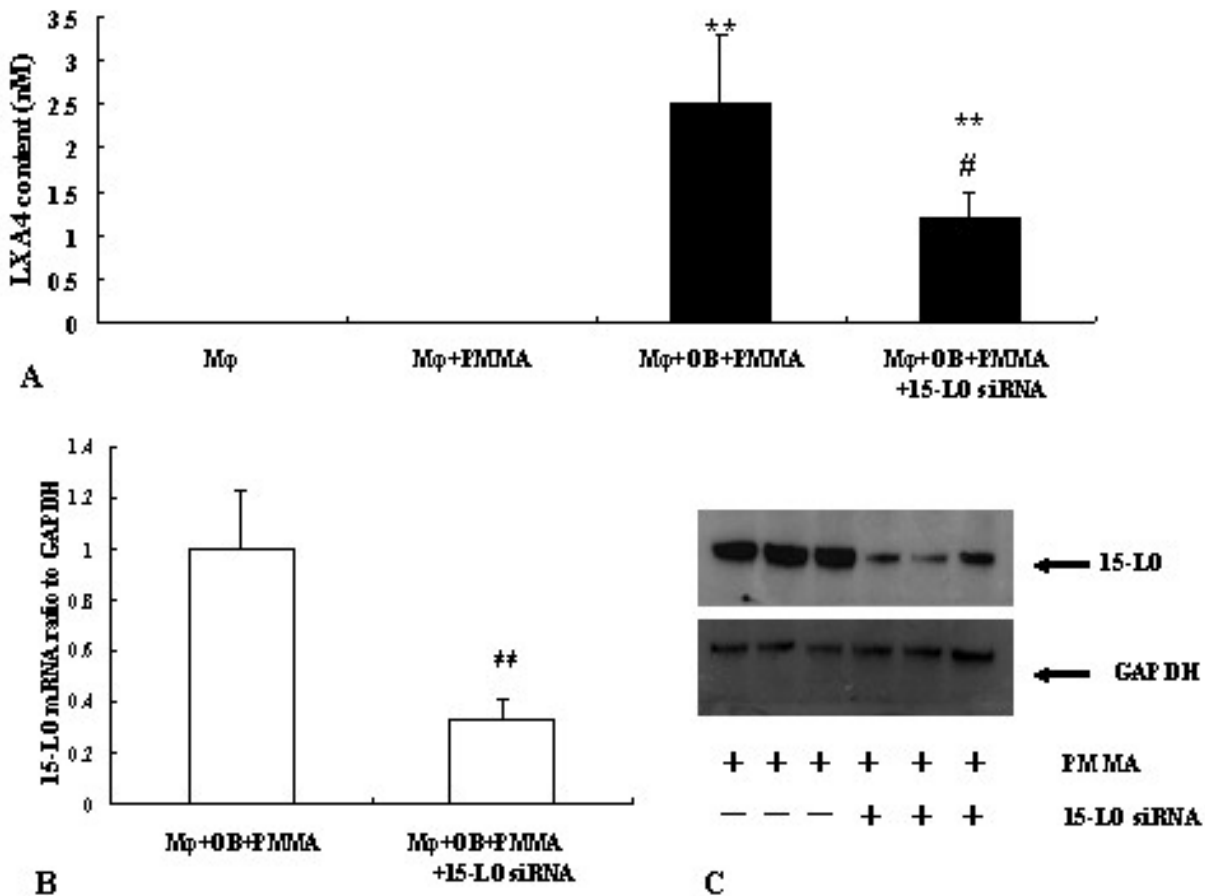 4
**
3.5
3
2.5
**
2
#
1.5
1
0.5
0
LXA4 content (nM)
Mφ
Mφ+PMMA
Mφ+OB+PMMA
Mφ+OB+PMMA
+15-LO siRNA
A
1.4
1.2
1
0.8
##
0.6
0.4
0.2
0
15-LO mRNA ratio to GAPDH
Mφ+OB+PMMA
Mφ+OB+PMMA
+15-LO siRNA
B
15-LO
GAPDH
+ + + + + + PMMA
— — — + + + 15-LO siRNA
C